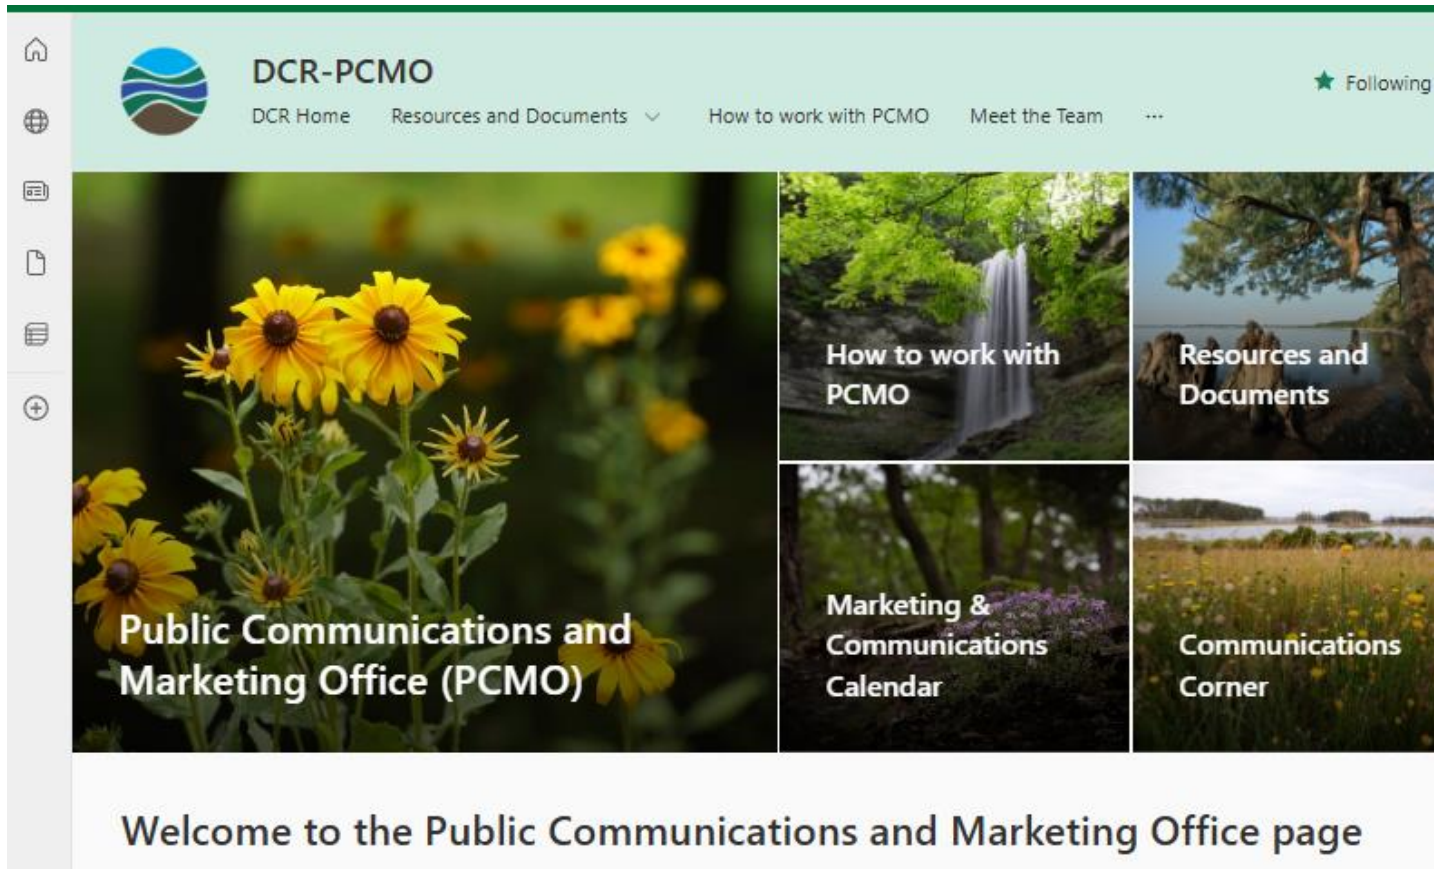 DCR-PCMO
Following
DCR Home Resources and Documents How to work with PCMO Meet the Team ...
Public Communications and
Marketing Office (PCMO)
How to work with
PCMO
Resources and
Documents
Marketing &
Communications
Calendar
Communications
Corner
Welcome to the Public Communications and Marketing Office page